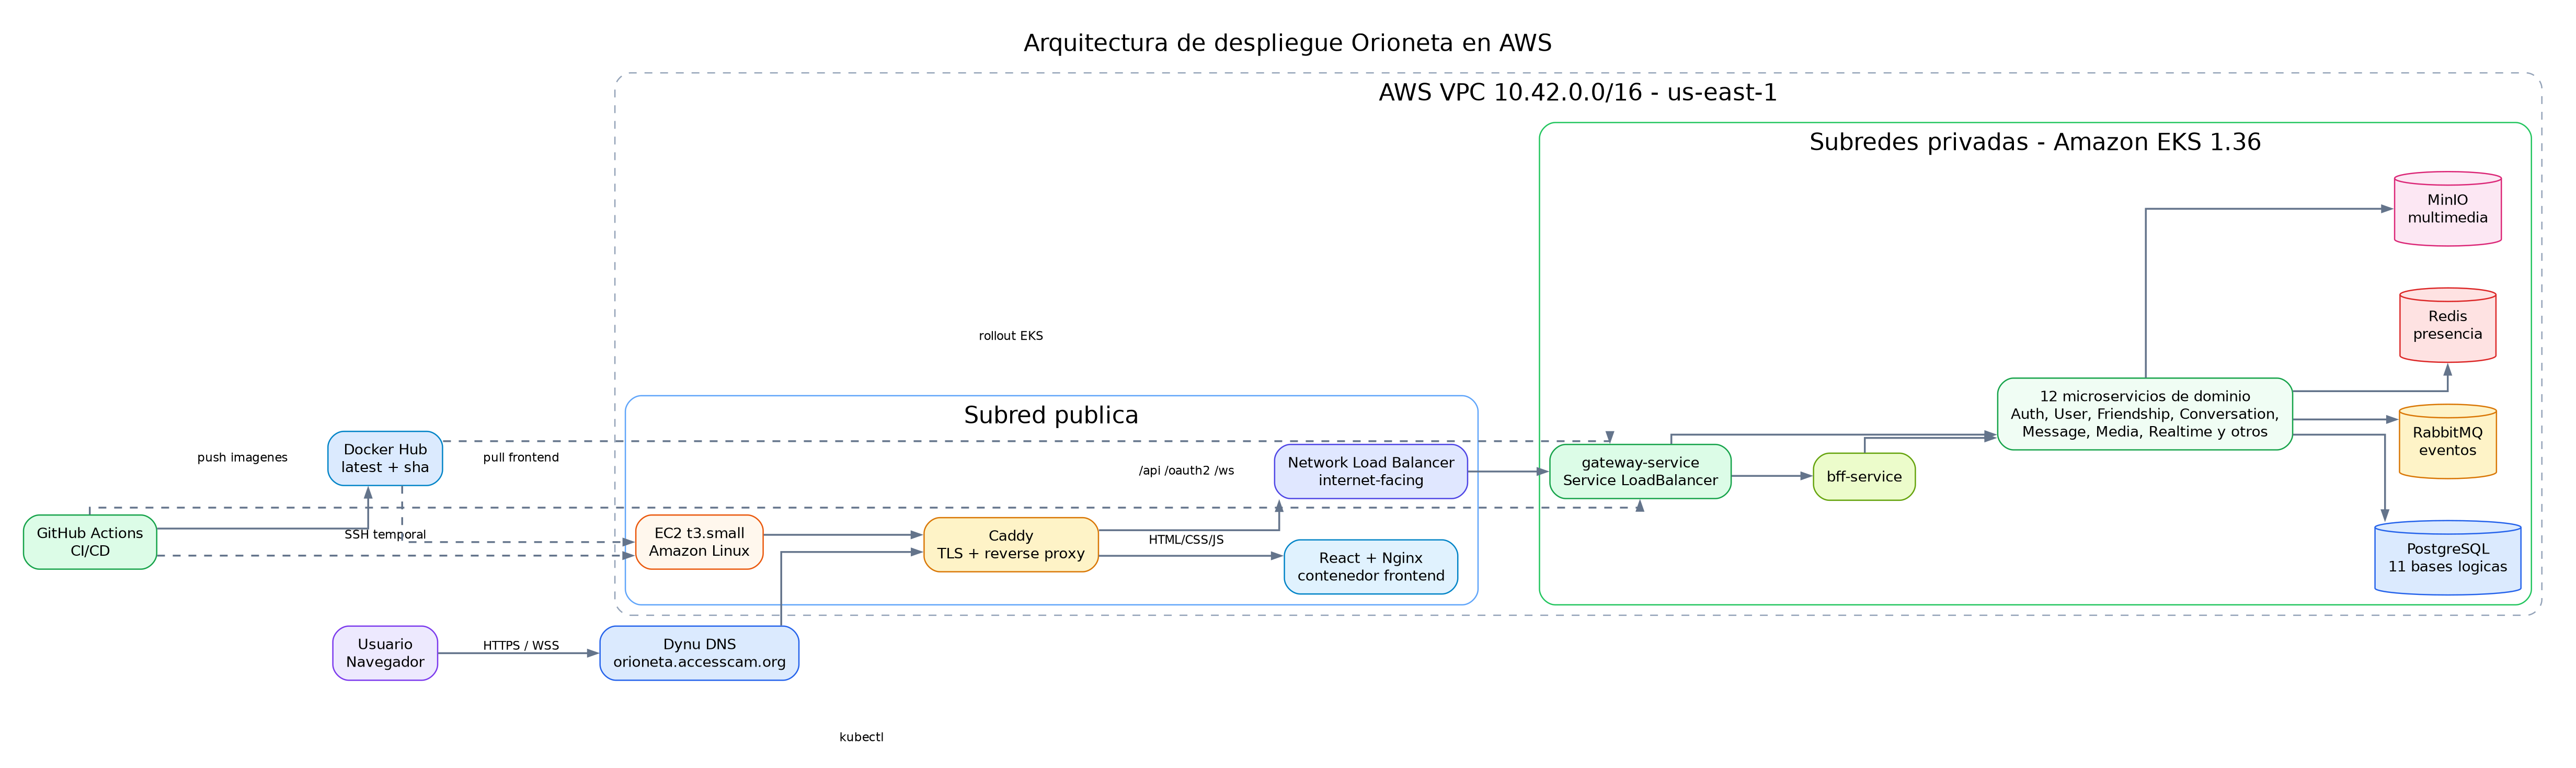 Arquitectura de despliegue Orioneta en AWS
AWS VPC 10.42.0.0/16 - us-east-1
Subredes privadas - Amazon EKS 1.36
MinIO
multimedia
Redis
presencia
rollout EKS
12 microservicios de dominio
Auth, User, Friendship, Conversation,
Message, Media, Realtime y otros
RabbitMQ
eventos
Subred publica
Docker Hub
latest + sha
push imagenes
pull frontend
/api /oauth2 /ws
Network Load Balancer
internet-facing
gateway-service
Service LoadBalancer
bff-service
GitHub Actions
CI/CD
SSH temporal
EC2 t3.small
Amazon Linux
Caddy
TLS + reverse proxy
HTML/CSS/JS
React + Nginx
contenedor frontend
PostgreSQL
11 bases logicas
Usuario
Navegador
HTTPS / WSS
Dynu DNS
orioneta.accesscam.org
kubectl